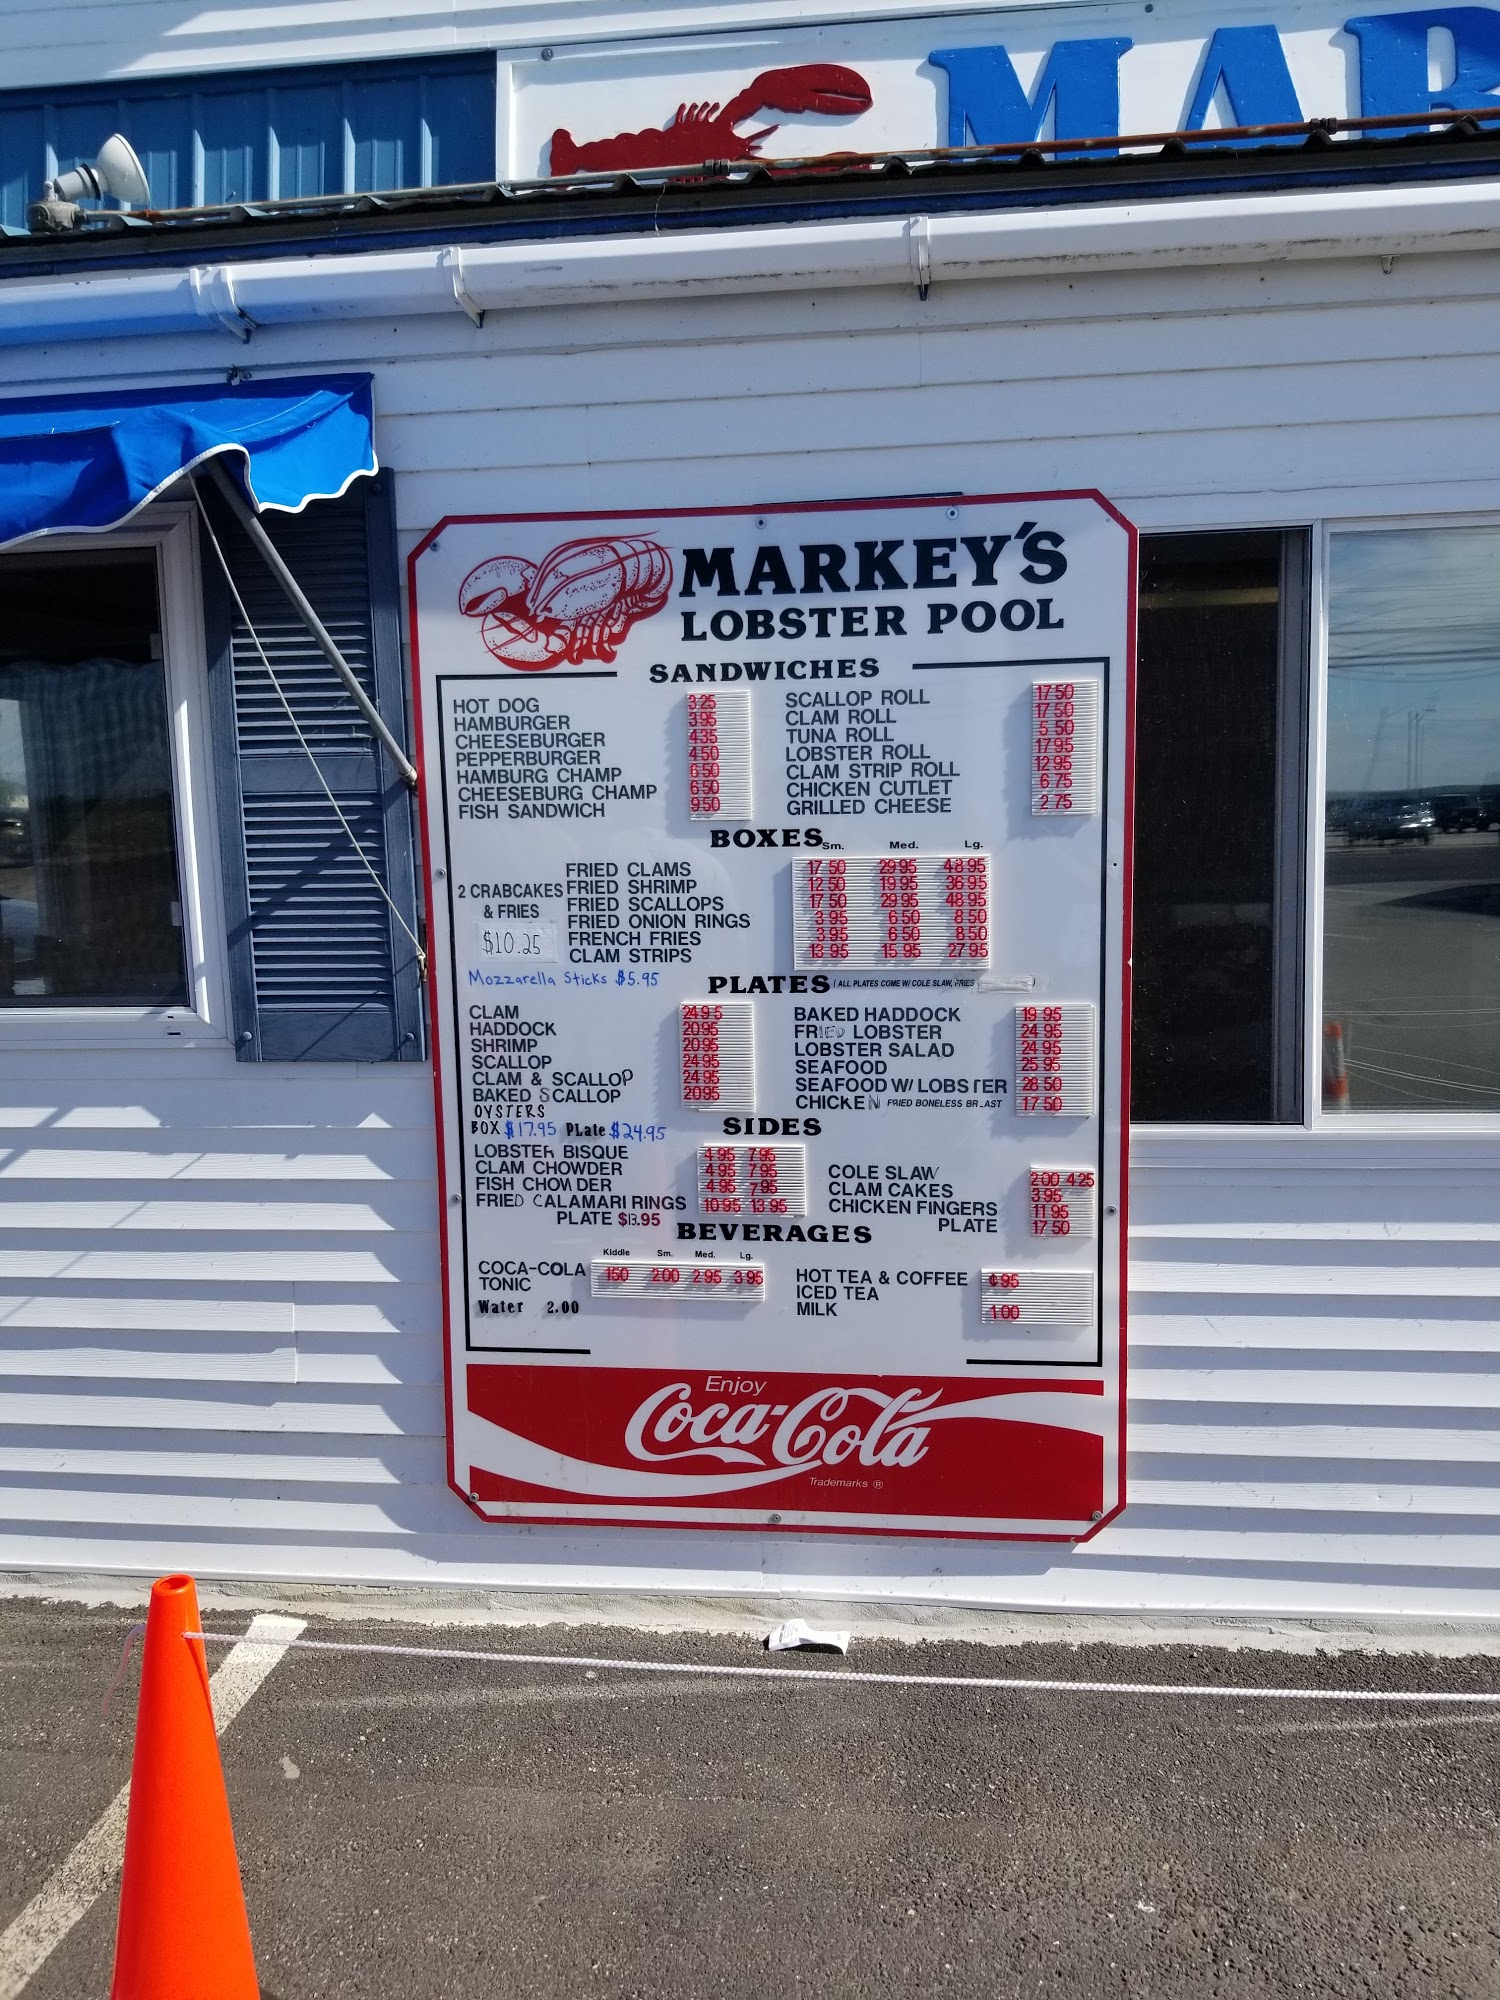 MAR
MARKEY'S
LOBSTER POOL
SANDWICHES
HOT DOG 3.25
HAMBURGER 3.95
CHEESEBURGER 4.35
PEPPERBURGER 4 50
HAMBURG CHAMP 6 50
CHEESEBURG CHAMP 6.50
FISH SANDWICH 9.50
SCALLOP ROLL 17 50
CLAM ROLL 17 50
TUNA ROLL 5 50
LOBSTER ROLL 17 95
CLAM STRIP ROLL 12 95
CHICKEN CUTLET 6 75
GRILLED CHEESE 2 75
BOXES Sm. Med. Lg.
2 CRABCAKES
& FRIES
$10.25
FRIED CLAMS 17 50 29 95 48 95
FRIED SHRIMP 12 50 19 95 36 95
FRIED SCALLOPS 17 50 29 95 48 95
FRIED ONION RINGS 3 95 6 50 8 50
FRENCH FRIES 3 95 6 50 8 50
CLAM STRIPS 13 95 15 95 27 95
Mozzarella Sticks $5.95
PLATES (ALL PLATES COME W/ COLE SLAW, FRIES )
CLAM 24 9 5
HADDOCK 20 95
SHRIMP 20 95
SCALLOP 24 95
CLAM & SCALLOP 24 95
BAKED SCALLOP 20 95
OYSTERS
BOX $17.95 PLate $24.95
BAKED HADDOCK 19 95
FRIED LOBSTER 24 95
LOBSTER SALAD 24 95
SEAFOOD 25 95
SEAFOOD W/ LOBSTER 28 50
CHICKEN FRIED BONELESS BREAST 17 50
SIDES
LOBSTER BISQUE 4 95 7 95
CLAM CHOWDER 4 95 7 95
FISH CHOWDER 4 95 7 95
FRIED CALAMARI RINGS 10 95 13 95
PLATE $13.95
COLE SLAW 2 00 4 25
CLAM CAKES 3 95
CHICKEN FINGERS 11 95
PLATE 17 50
BEVERAGES
Kiddie Sm. Med. Lg.
COCA-COLA 1 50 2 00 2 95 3 95
TONIC
Water 2.00
HOT TEA & COFFEE ¢ 95
ICED TEA
MILK 1 00
Enjoy
Coca-Cola
Trademarks ®